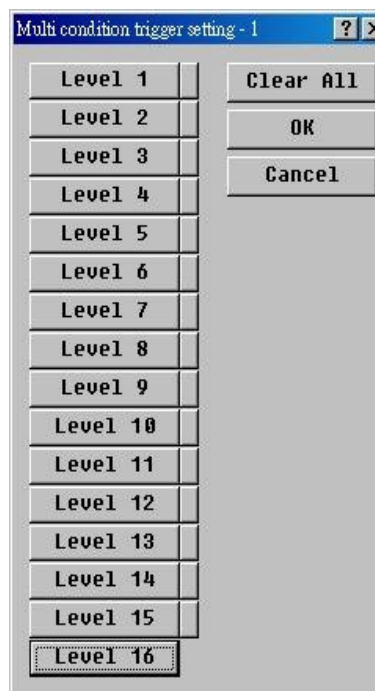 Multi condition trigger setting - 1
Level 1
Level 2
Level 3
Level 4
Level 5
Level 6
Level 7
Level 8
Level 9
Level 10
Level 11
Level 12
Level 13
Level 14
Level 15
Level 16
Clear All
OK
Cancel